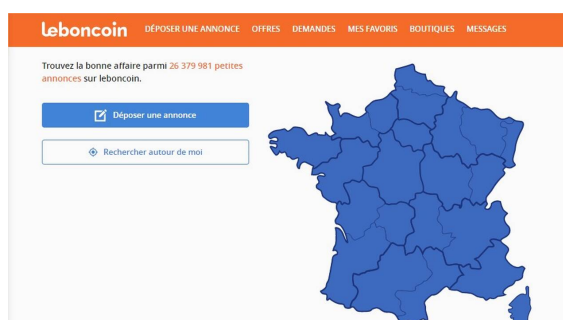 leboncoin DÉPOSER UNE ANNONCE OFFRES DEMANDES MES FAVORIS BOUTIQUES MESSAGES
Trouvez la bonne affaire parmi 26 379 981 petites
annonces sur leboncoin.
Déposer une annonce
Rechercher autour de moi